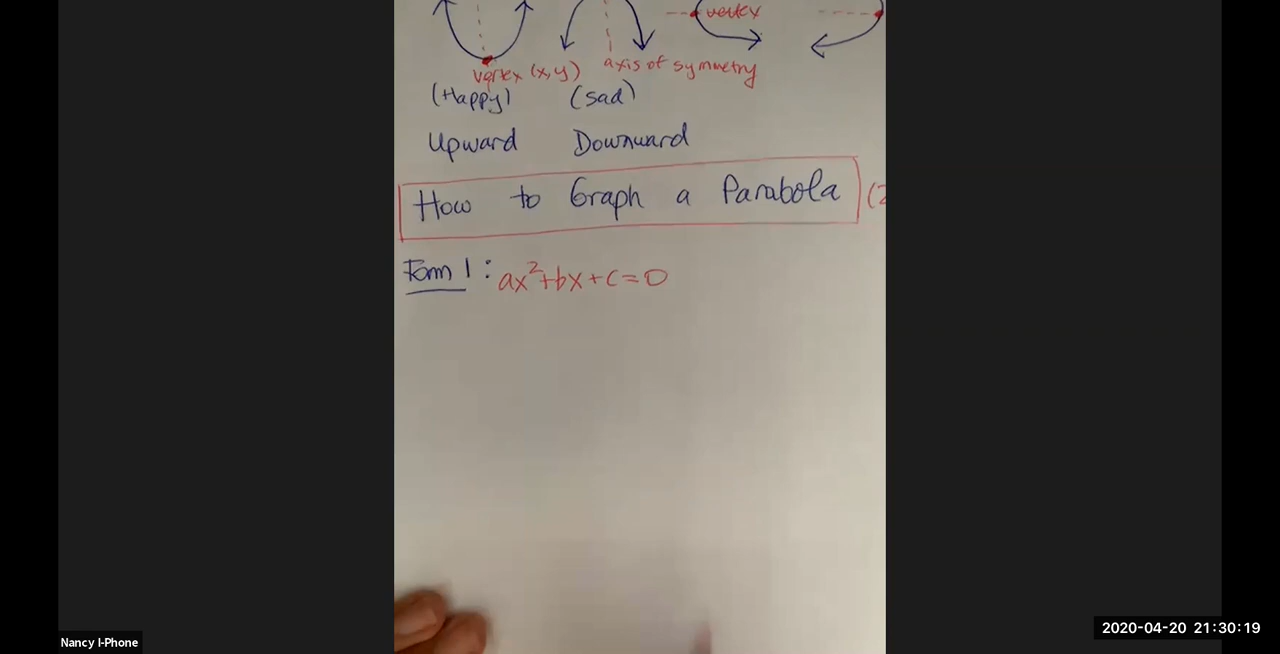 vertex
vertex (x,y) axis of symmetry
(Happy) (sad)
Upward Downward
How to Graph a Parabola (2
Form 1 : ax²+bx+c=0
Nancy I-Phone
2020-04-20 21:30:19